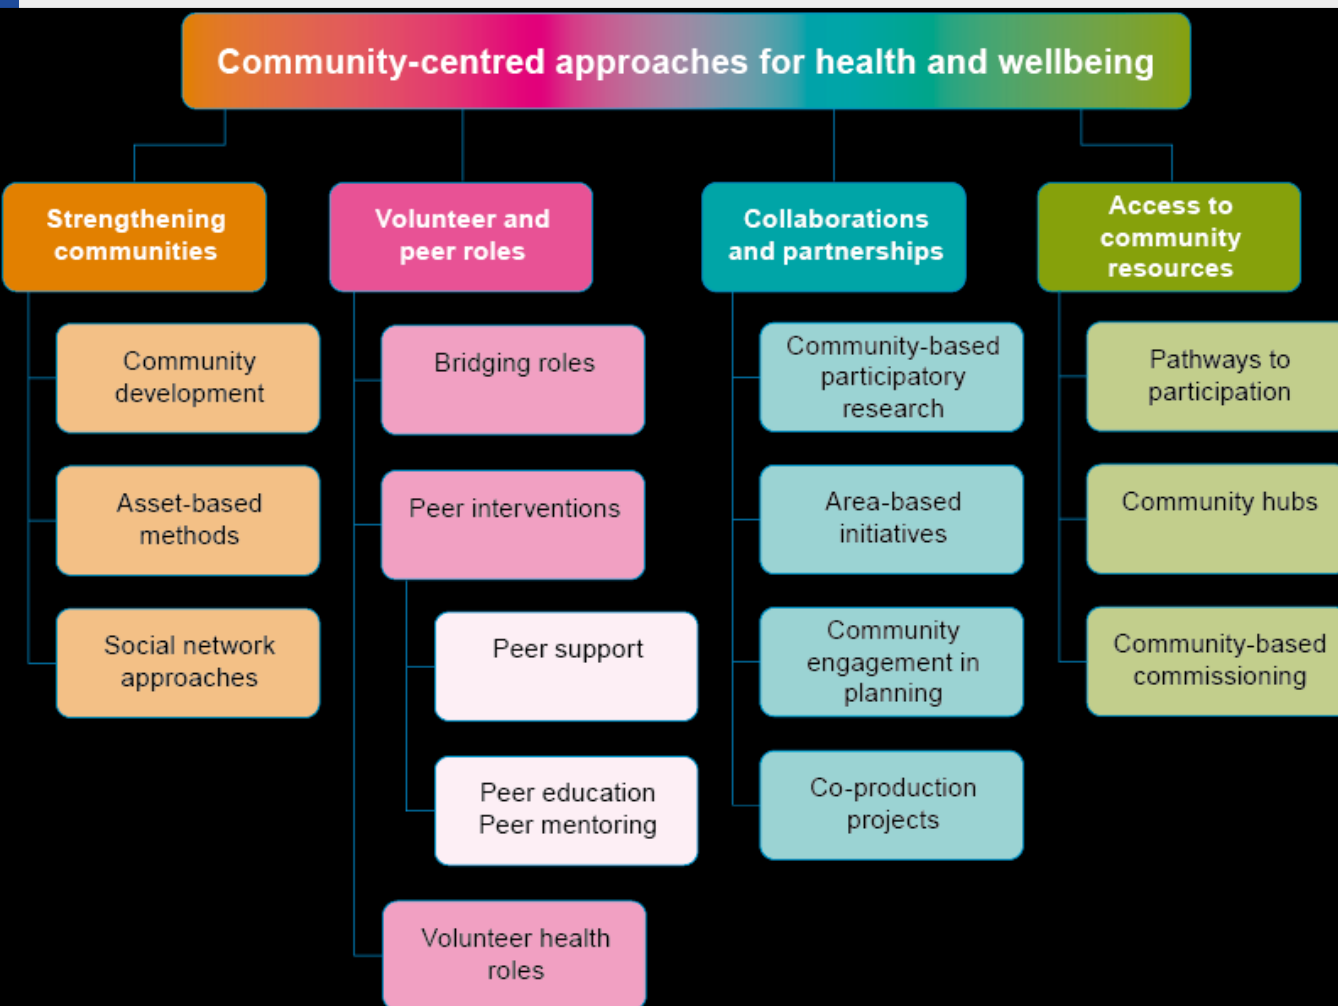 Community-centred approaches for health and wellbeing
Strengthening
communities
Community
development
Asset-based
methods
Social network
approaches
Volunteer and
peer roles
Bridging roles
Peer interventions
Peer support
Peer education
Peer mentoring
Volunteer health
roles
Collaborations
and partnerships
Community-based
participatory
research
Area-based
initiatives
Community
engagement in
planning
Co-production
projects
Access to
community
resources
Pathways to
participation
Community hubs
Community-based
commissioning